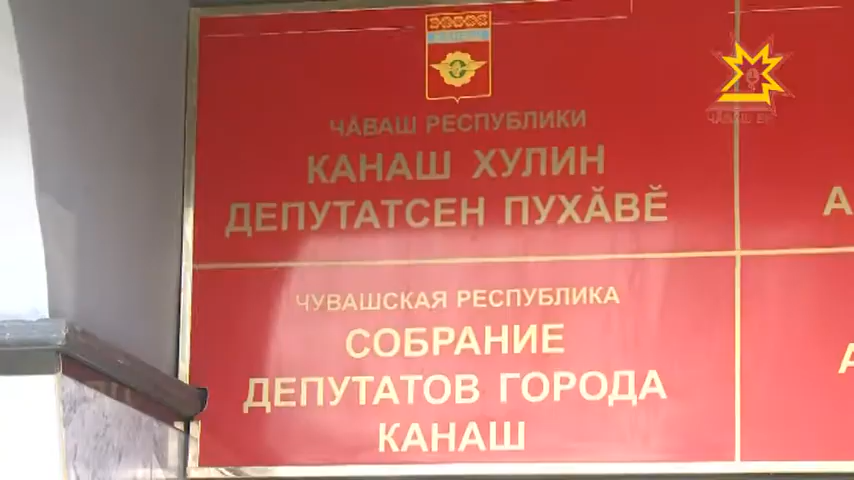 ЧӐВАШ РЕСПУБЛИКИ
КАНАШ ХУЛИН
ДЕПУТАТСЕН ПУХӐВӖ
ЧУВАШСКАЯ РЕСПУБЛИКА
СОБРАНИЕ
ДЕПУТАТОВ ГОРОДА
КАНАШ